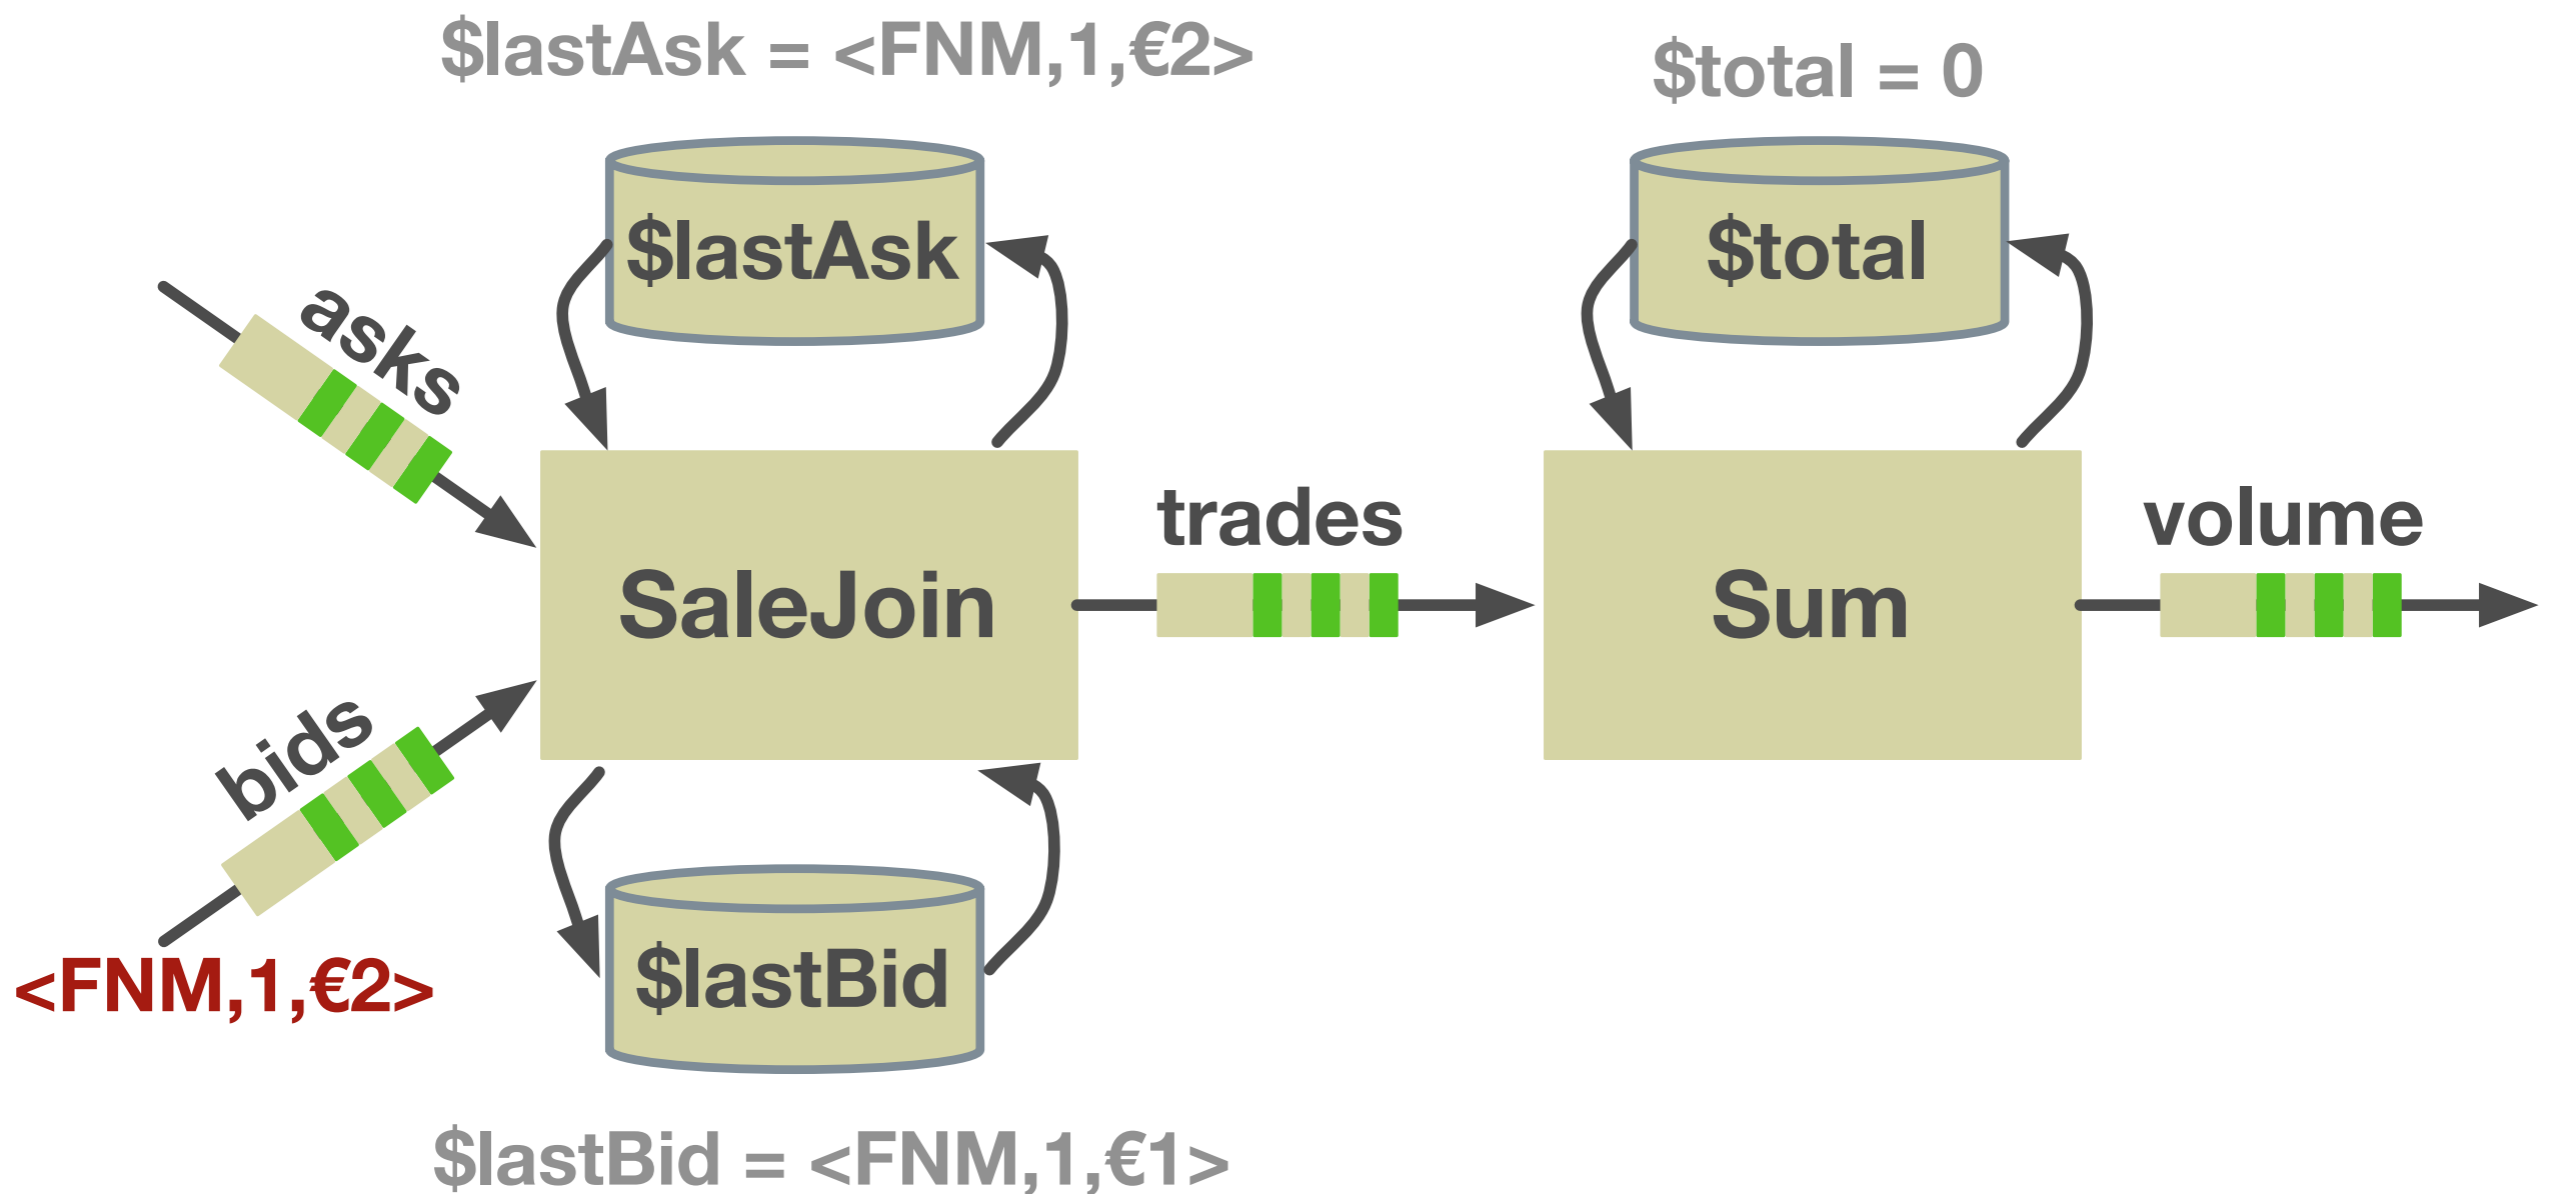 $lastAsk = <FNM,1,€2>
$total = 0
$lastAsk
$total
asks
trades
volume
SaleJoin
Sum
bids
<FNM,1,€2>
$lastBid
$lastBid = <FNM,1,€1>